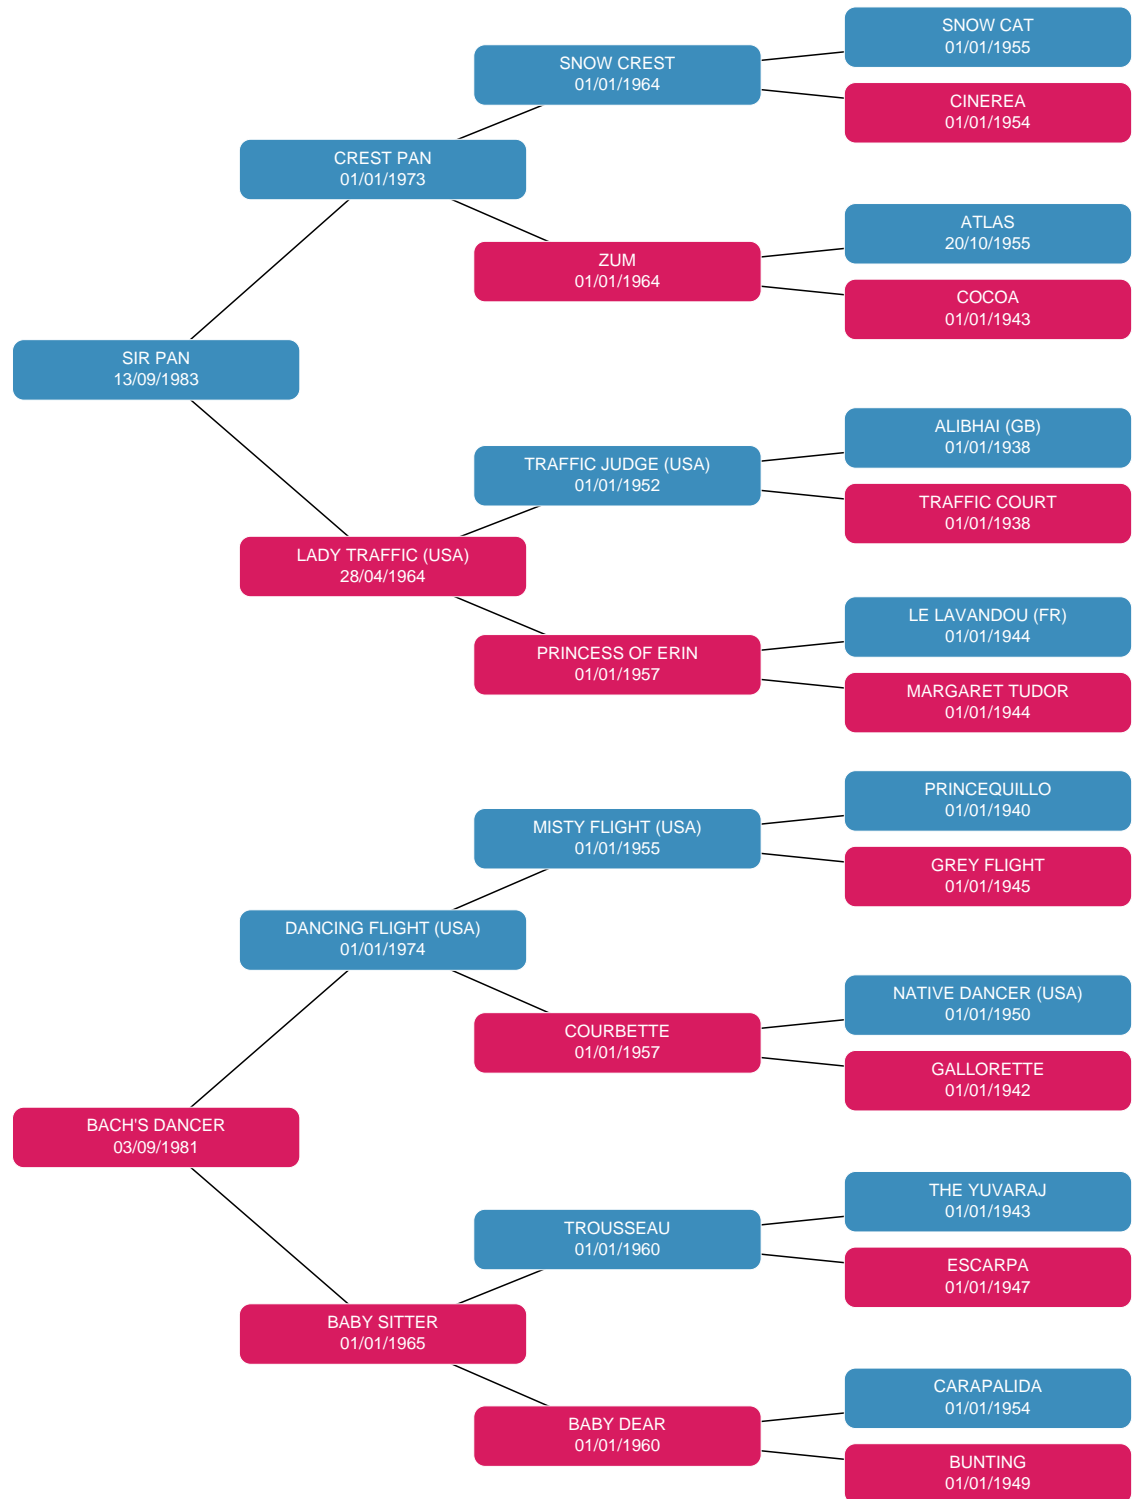 SNOW CAT
01/01/1955
SNOW CREST
01/01/1964
CINEREA
01/01/1954
CREST PAN
01/01/1973
ATLAS
20/10/1955
ZUM
01/01/1964
COCOA
01/01/1943
SIR PAN
13/09/1983
ALIBHAI (GB)
01/01/1938
TRAFFIC JUDGE (USA)
01/01/1952
TRAFFIC COURT
01/01/1938
LADY TRAFFIC (USA)
28/04/1964
LE LAVANDOU (FR)
01/01/1944
PRINCESS OF ERIN
01/01/1957
MARGARET TUDOR
01/01/1944
PRINCEQUILLO
01/01/1940
MISTY FLIGHT (USA)
01/01/1955
GREY FLIGHT
01/01/1945
DANCING FLIGHT (USA)
01/01/1974
NATIVE DANCER (USA)
01/01/1950
COURBETTE
01/01/1957
GALLORETTE
01/01/1942
BACH'S DANCER
03/09/1981
THE YUVARAJ
01/01/1943
TROUSSEAU
01/01/1960
ESCARPA
01/01/1947
BABY SITTER
01/01/1965
CARAPALIDA
01/01/1954
BABY DEAR
01/01/1960
BUNTING
01/01/1949